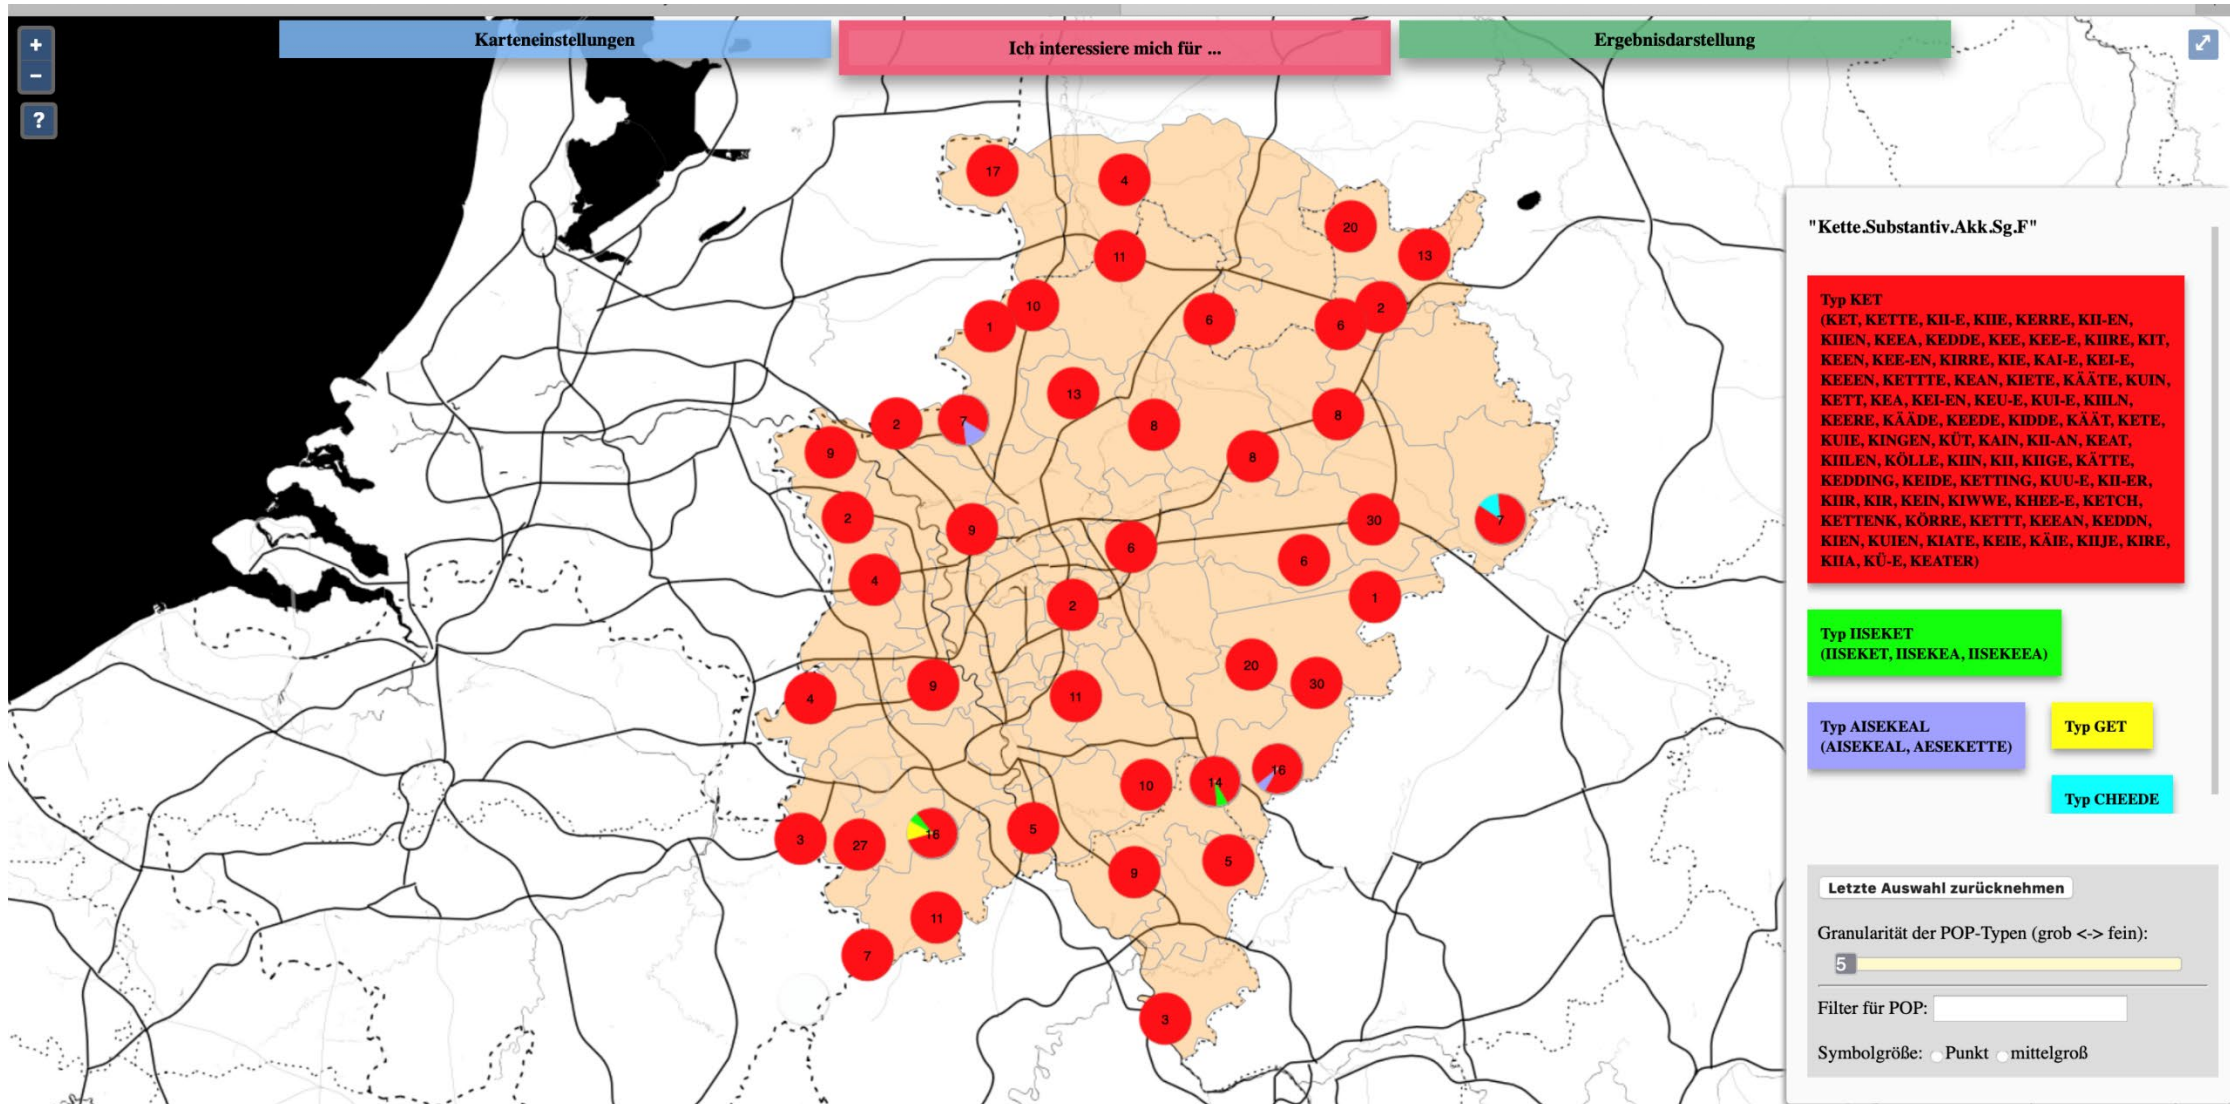 Karteneinstellungen
Ich interessiere mich für ...
Ergebnisdarstellung
+
−
?
17
4
20
11
13
10
1
6
6
2
13
2
7
8
8
9
8
2
9
30
7
6
6
4
2
1
20
9
30
4
11
16
14
10
5
16
3
27
5
9
11
7
3
"Kette.Substantiv.Akk.Sg.F"
Typ KET
(KET, KETTE, KII-E, KIIE, KERRE, KII-EN,
KIIEN, KEEA, KEDDE, KEE, KEE-E, KIIRE, KIT,
KEEN, KEE-EN, KIRRE, KIE, KAI-E, KEI-E,
KEEEN, KETTTE, KEAN, KIETE, KÄÄTE, KUIN,
KETT, KEA, KEI-EN, KEU-E, KUI-E, KIILN,
KEERE, KÄÄDE, KEEDE, KIDDE, KÄÄT, KETE,
KUIE, KINGEN, KÜT, KAIN, KII-AN, KEAT,
KIILEN, KÖLLE, KIIN, KII, KIIGE, KÄTTE,
KEDDING, KEIDE, KETTING, KUU-E, KII-ER,
KIIR, KIR, KEIN, KIWWE, KHEE-E, KETCH,
KETTENK, KÖRRE, KETTT, KEEAN, KEDDN,
KIEN, KUIEN, KIATE, KEIE, KÄIE, KIIJE, KIRE,
KIIA, KÜ-E, KEATER)
Typ IISEKET
(IISEKET, IISEKEA, IISEKEEA)
Typ AISEKEAL
(AISEKEAL, AESEKETTE)
Typ GET
Typ CHEEDE
Letzte Auswahl zurücknehmen
Granularität der POP-Typen (grob <-> fein):
5
Filter für POP:
Symbolgröße: Punkt mittelgroß